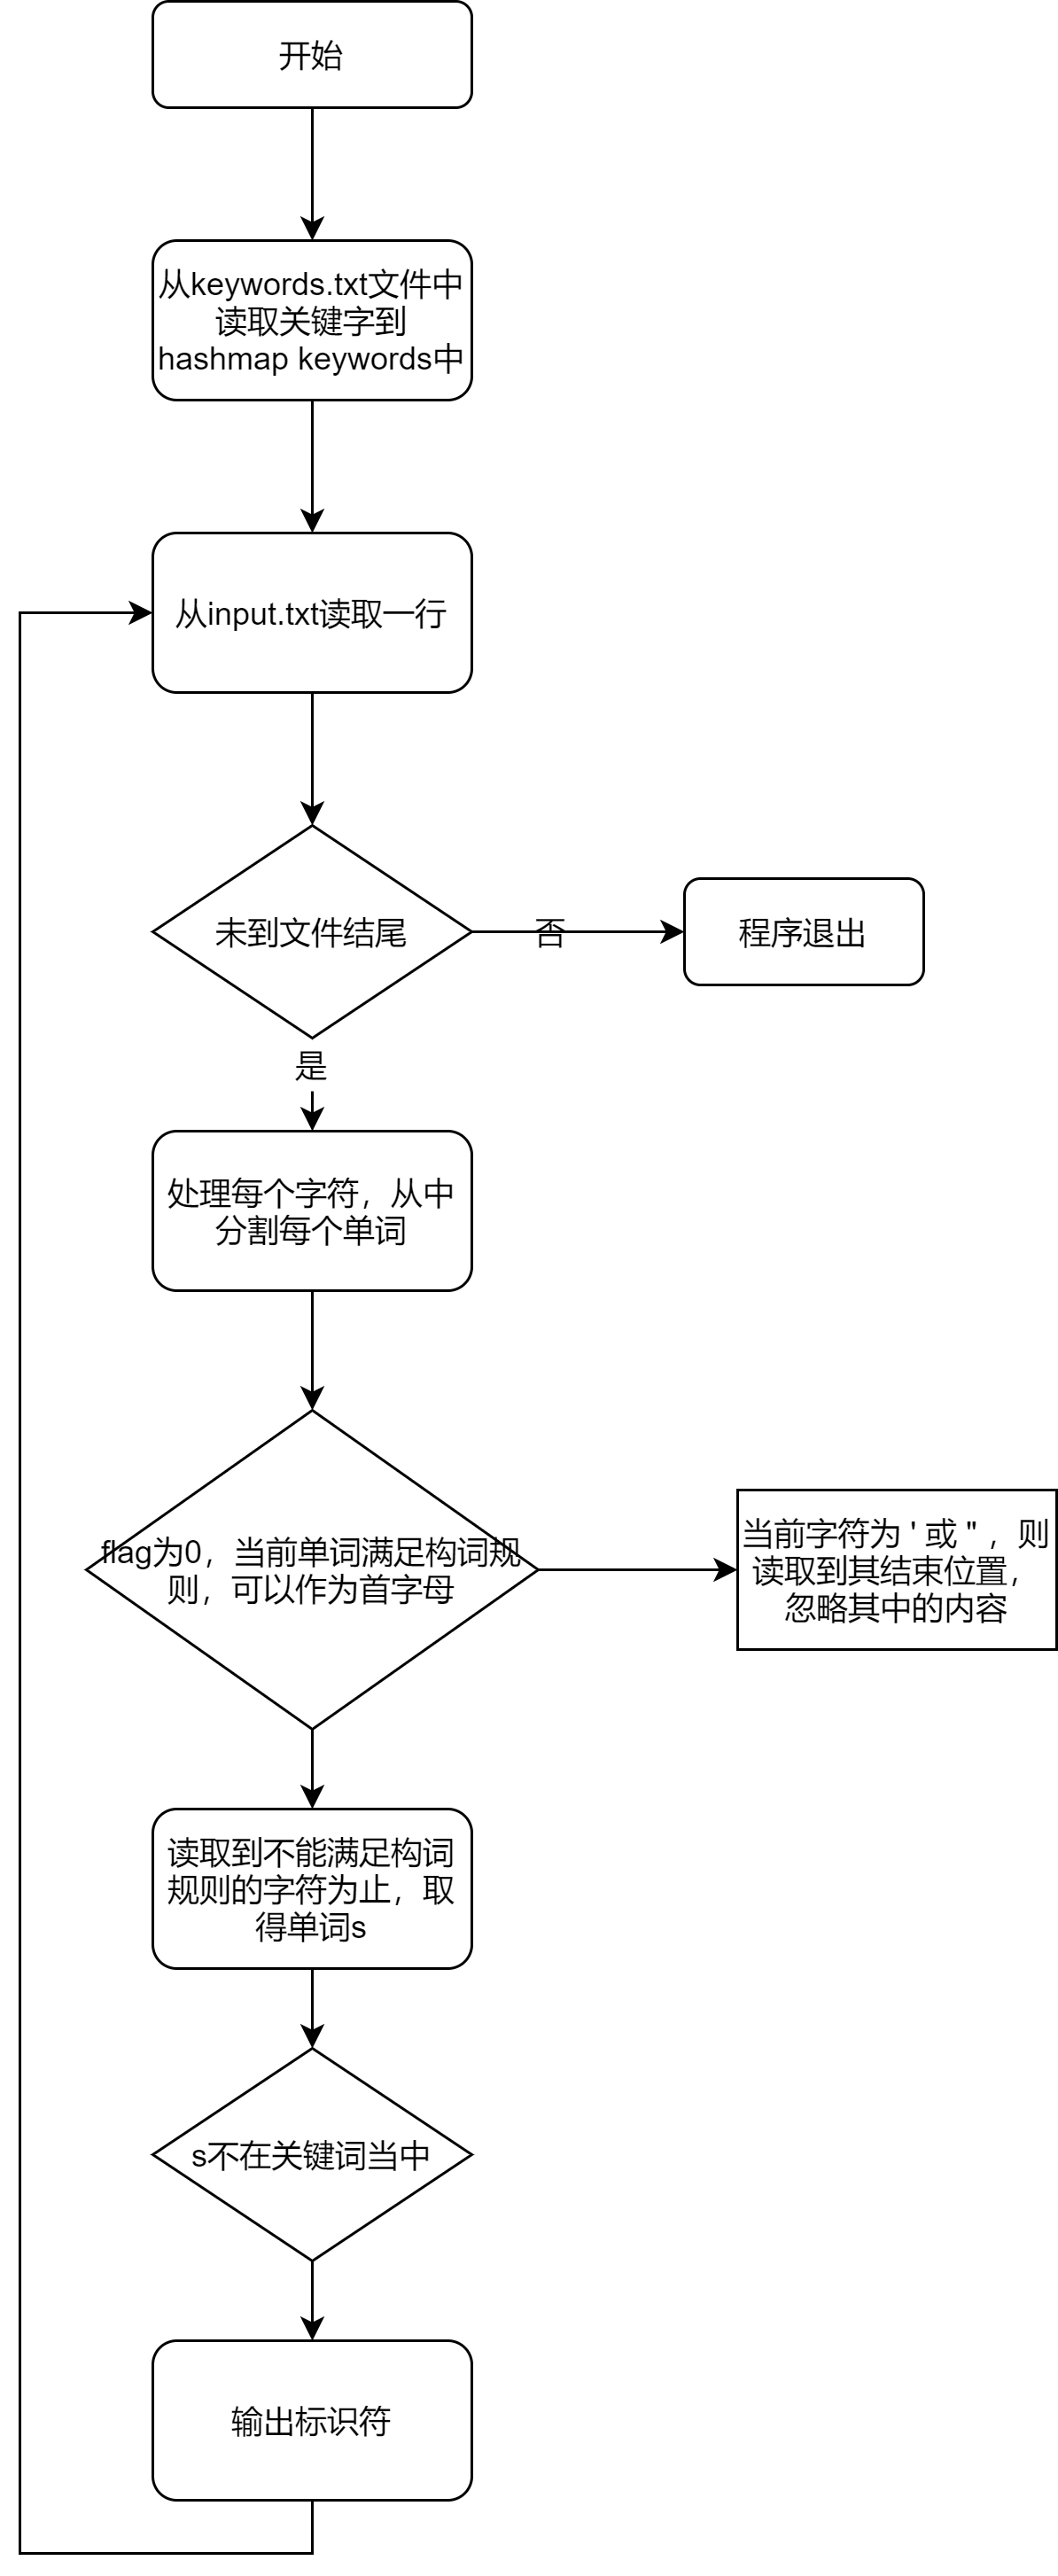 开始
从keywords.txt文件中
读取关键字到
hashmap keywords中
从input.txt读取一行
未到文件结尾
否
程序退出
是
处理每个字符，从中
分割每个单词
flag为0，当前单词满足构词规
则，可以作为首字母
当前字符为 ' 或 " ，则
读取到其结束位置，
忽略其中的内容
读取到不能满足构词
规则的字符为止，取
得单词s
s不在关键词当中
输出标识符